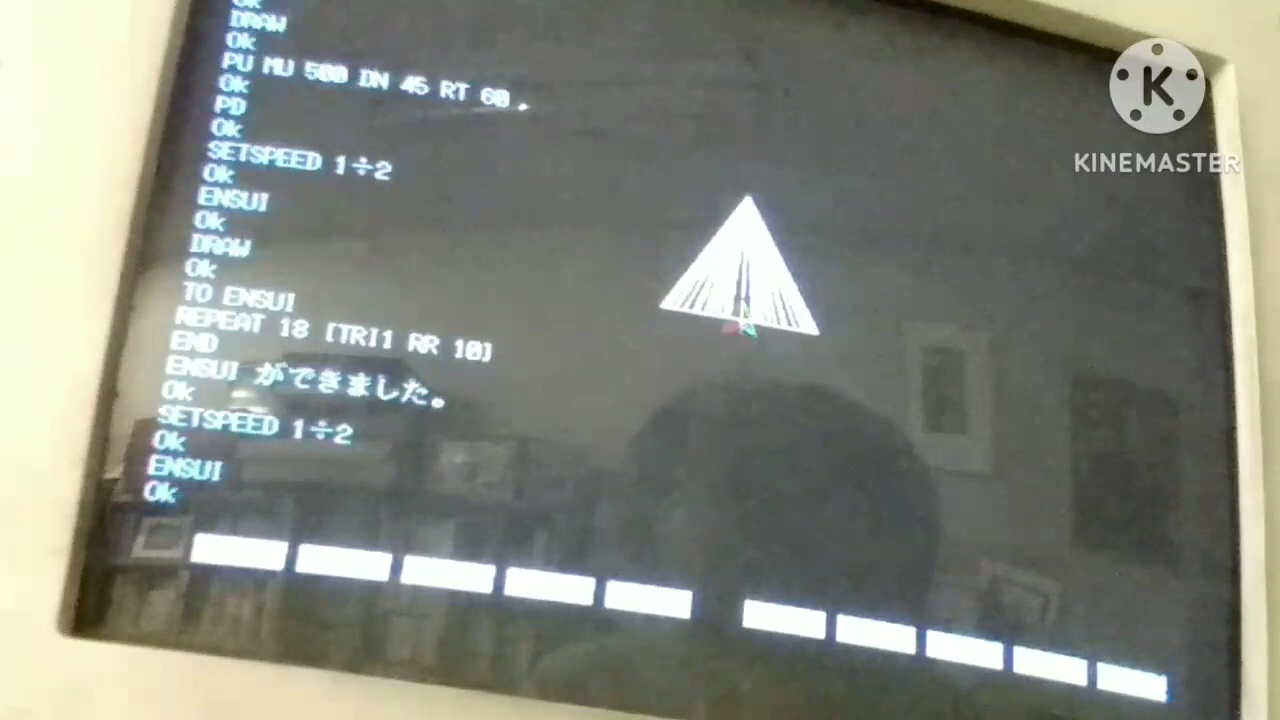 Ok
DRAW
Ok
PU MU 500 DN 45 RT 60 .
Ok
PD
Ok
SETSPEED 1÷2
Ok
ENSUI
Ok
DRAW
Ok
TO ENSUI
REPEAT 18 [TRI1 RR 10]
END
ENSUI ができました。
Ok
SETSPEED 1÷2
Ok
ENSUI
Ok
K
KINEMASTER